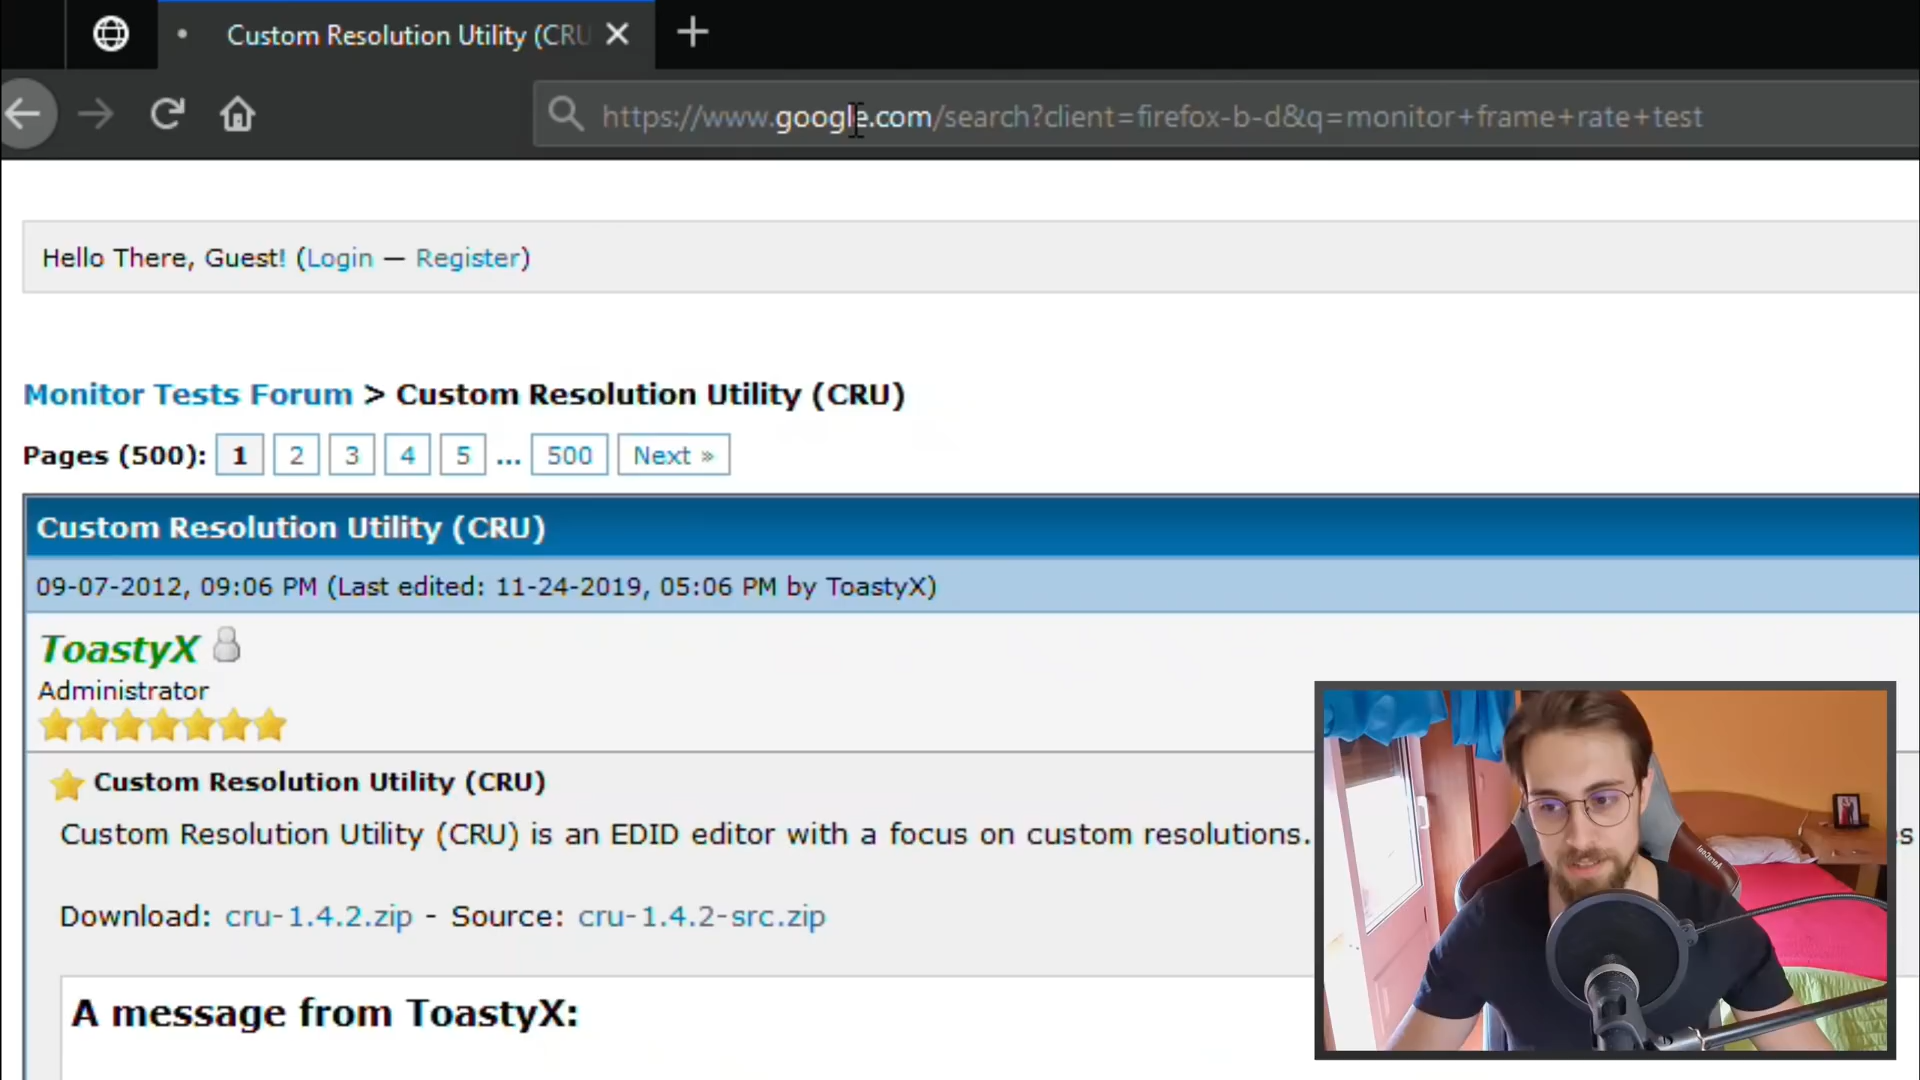 Custom Resolution Utility (CRU
https://www.google.com/search?client=firefox-b-d&q=monitor+frame+rate+test
Hello There, Guest! (Login — Register)
Monitor Tests Forum > Custom Resolution Utility (CRU)
Pages (500): 1 2 3 4 5 ... 500 Next »
Custom Resolution Utility (CRU)
09-07-2012, 09:06 PM (Last edited: 11-24-2019, 05:06 PM by ToastyX)
ToastyX
Administrator
Custom Resolution Utility (CRU)
Custom Resolution Utility (CRU) is an EDID editor with a focus on custom resolutions.
Download: cru-1.4.2.zip - Source: cru-1.4.2-src.zip
A message from ToastyX: